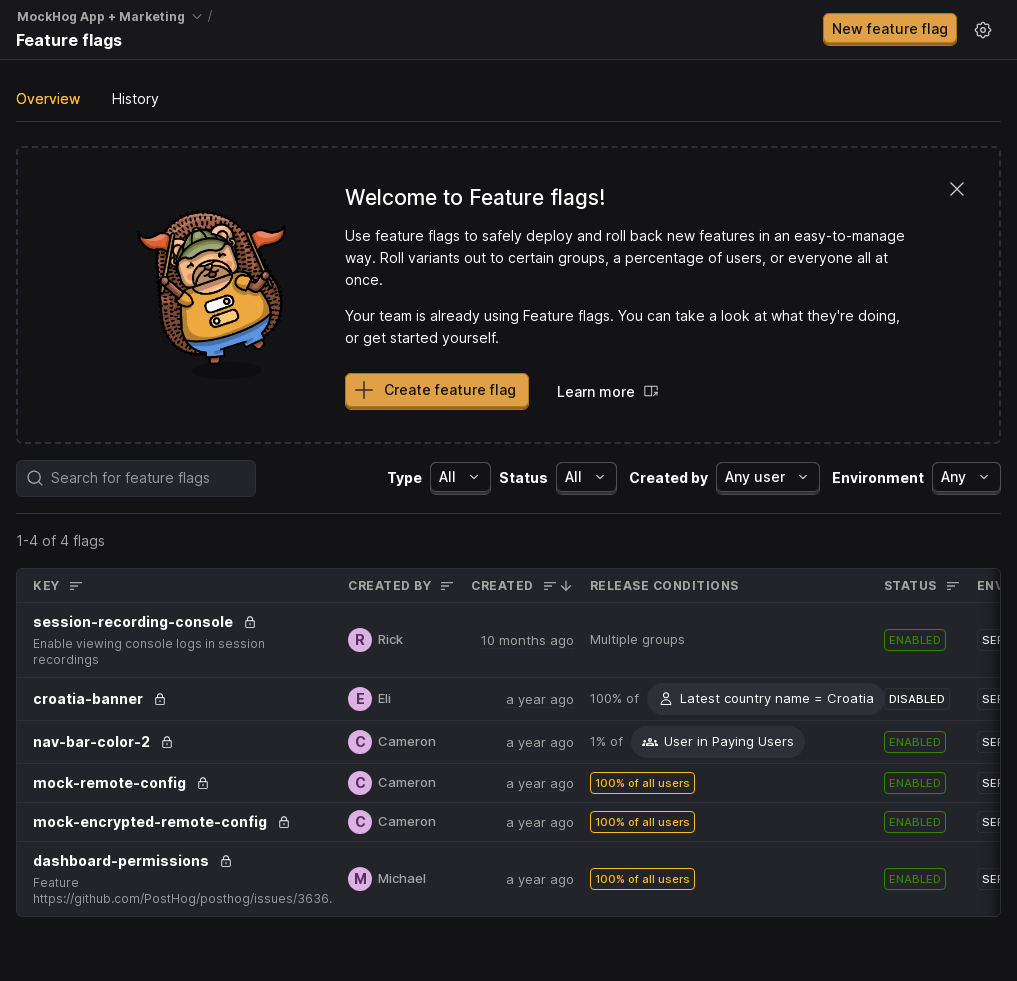 MockHog App + Marketing /
Feature flags
New feature flag
Overview History
Welcome to Feature flags!
Use feature flags to safely deploy and roll back new features in an easy-to-manage
way. Roll variants out to certain groups, a percentage of users, or everyone all at
once.
Your team is already using Feature flags. You can take a look at what they're doing,
or get started yourself.
Create feature flag Learn more
Search for feature flags Type All Status All Created by Any user Environment Any
1-4 of 4 flags
KEY CREATED BY CREATED RELEASE CONDITIONS STATUS ENV
session-recording-console
Enable viewing console logs in session
recordings
R Rick 10 months ago Multiple groups ENABLED SER
croatia-banner E Eli a year ago 100% of Latest country name = Croatia DISABLED SER
nav-bar-color-2 C Cameron a year ago 1% of User in Paying Users ENABLED SER
mock-remote-config C Cameron a year ago 100% of all users ENABLED SER
mock-encrypted-remote-config C Cameron a year ago 100% of all users ENABLED SER
dashboard-permissions
Feature
https://github.com/PostHog/posthog/issues/3636.
M Michael a year ago 100% of all users ENABLED SER